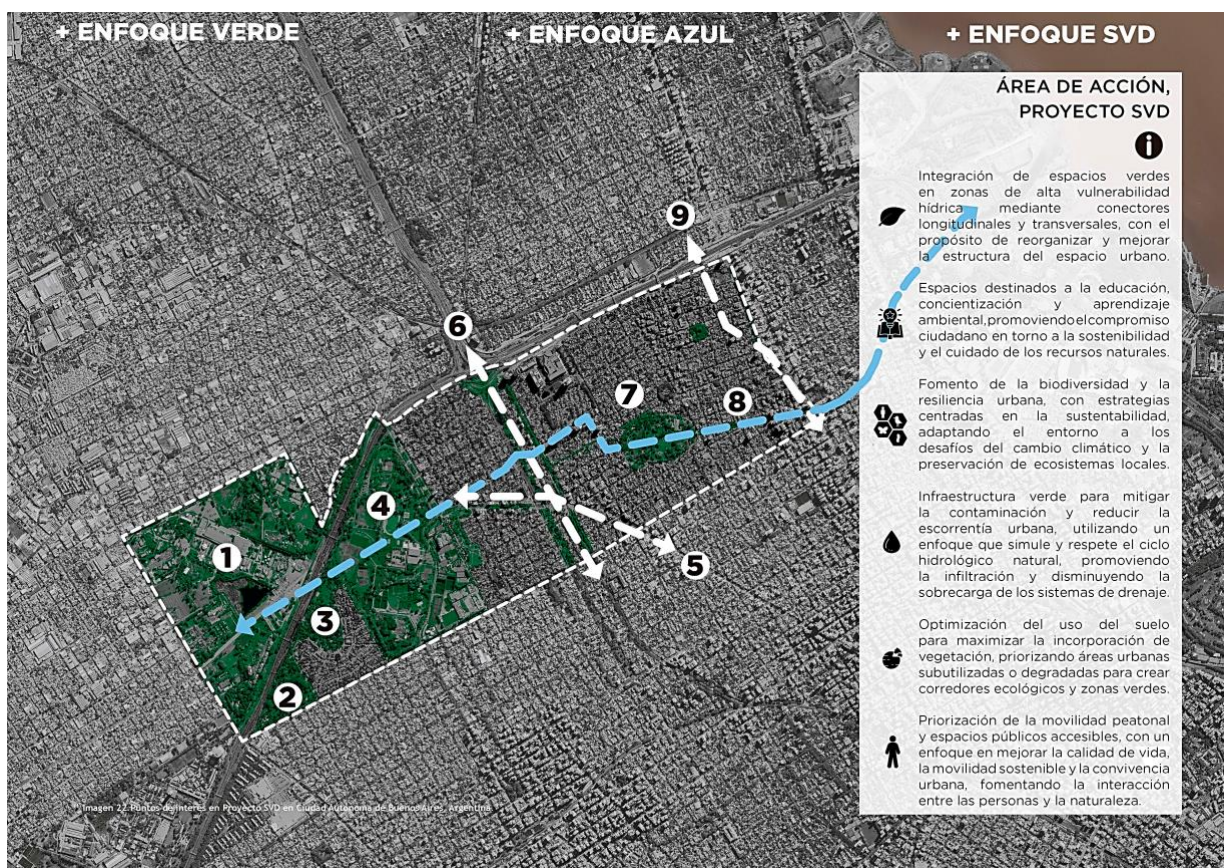 + ENFOQUE VERDE
+ ENFOQUE AZUL
+ ENFOQUE SVD
ÁREA DE ACCIÓN,
PROYECTO SVD
i
Integración de espacios verdes
en zonas de alta vulnerabilidad
hídrica mediante conectores
longitudinales y transversales, con el
propósito de reorganizar y mejorar
la estructura del espacio urbano.
Espacios destinados a la educación,
concientización y aprendizaje
ambiental, promoviendo el compromiso
ciudadano en torno a la sostenibilidad
y el cuidado de los recursos naturales.
Fomento de la biodiversidad y la
resiliencia urbana, con estrategias
centradas en la sustentabilidad,
adaptando el entorno a los
desafíos del cambio climático y la
preservación de ecosistemas locales.
Infraestructura verde para mitigar
la contaminación y reducir la
escorrentía urbana, utilizando un
enfoque que simule y respete el ciclo
hidrológico natural, promoviendo
la infiltración y disminuyendo la
sobrecarga de los sistemas de drenaje.
Optimización del uso del suelo
para maximizar la incorporación de
vegetación, priorizando áreas urbanas
subutilizadas o degradadas para crear
corredores ecológicos y zonas verdes.
Priorización de la movilidad peatonal
y espacios públicos accesibles, con un
enfoque en mejorar la calidad de vida,
la movilidad sostenible y la convivencia
urbana, fomentando la interacción
entre las personas y la naturaleza.
9
6
7
8
4
1
5
3
2
Imagen 22. Puntos de interés en Proyecto SVD en Ciudad Autónoma de Buenos Aires, Argentina